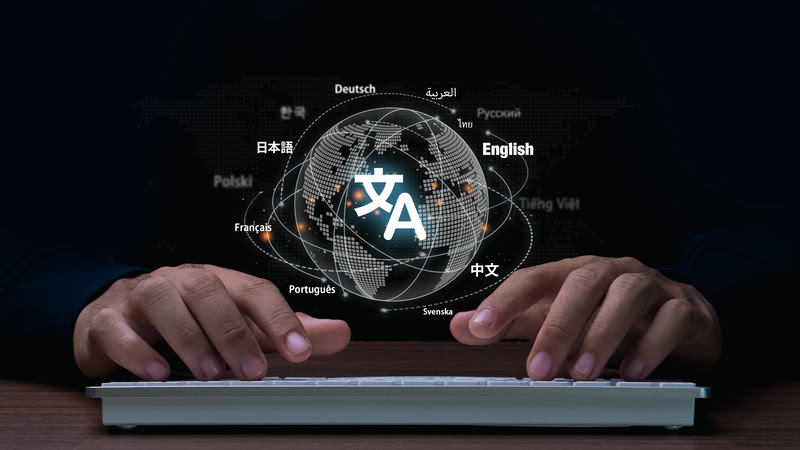 Deutsch
العربية
한국
Русский
ไทย
日本語
English
文A
Polski
Tiếng Việt
Français
中文
Português
Svenska